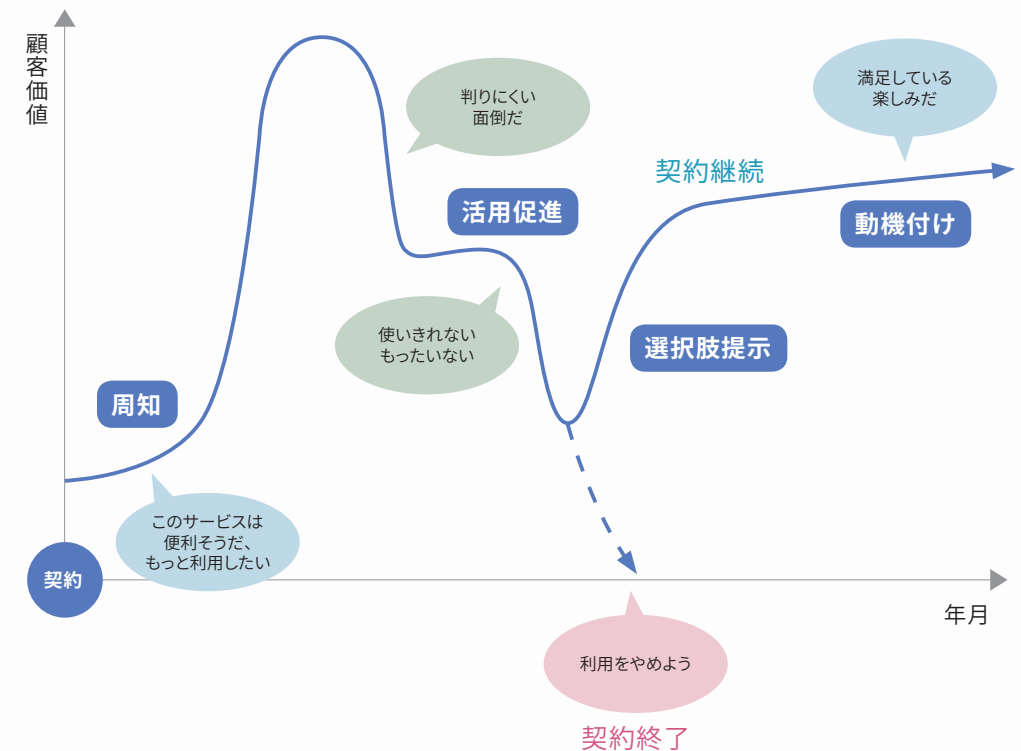 顧客価値
判りにくい
面倒だ
満足している
楽しみだ
契約継続
活用促進
動機付け
使いきれない
もったいない
選択肢提示
周知
このサービスは
便利そうだ、
もっと利用したい
契約
年月
利用をやめよう
契約終了